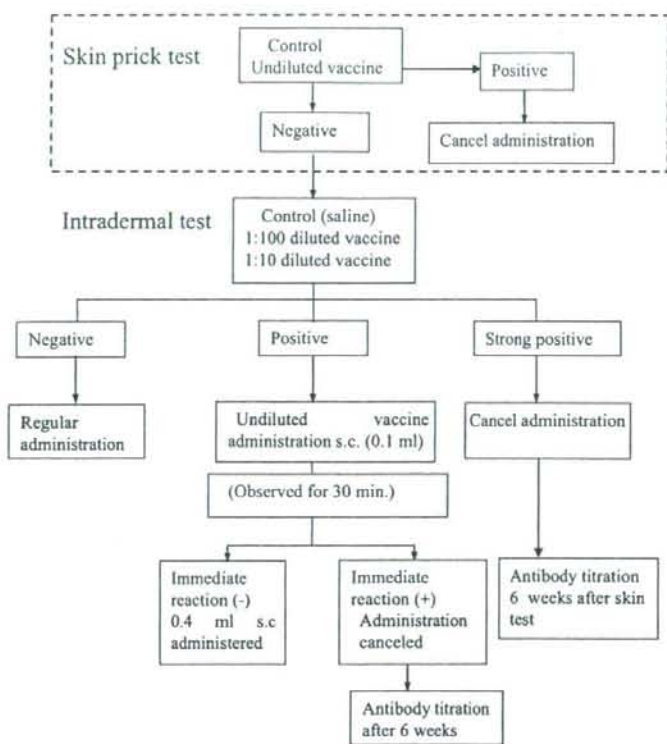 Skin prick test
Control
Undiluted vaccine
Positive
Negative
Cancel administration
Intradermal test
Control (saline)
1:100 diluted vaccine
1:10 diluted vaccine
Negative
Positive
Strong positive
Regular
administration
Undiluted vaccine
administration s.c. (0.1 ml)
Cancel administration
(Observed for 30 min.)
Immediate
reaction (-)
0.4 ml s.c
administered
Immediate
reaction (+)
Administration
canceled
Antibody titration
6 weeks after skin
test
Antibody titration
after 6 weeks